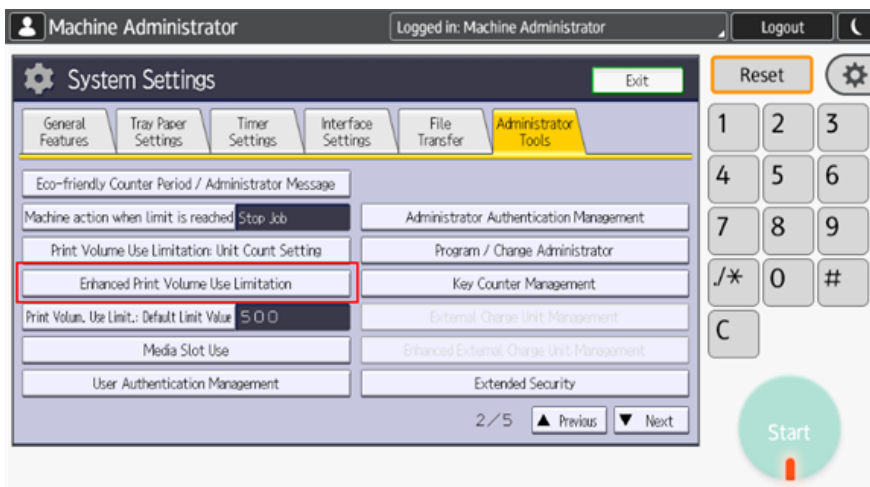 Machine Administrator
Logged in: Machine Administrator
Logout
System Settings
Exit
General Features
Tray Paper Settings
Timer Settings
Interface Settings
File Transfer
Administrator Tools
Eco-friendly Counter Period / Administrator Message
Machine action when limit is reached Stop Job
Administrator Authentication Management
Print Volume Use Limitation: Unit Count Setting
Program / Change Administrator
Enhanced Print Volume Use Limitation
Key Counter Management
Print Volum. Use Limit.: Default Limit Value 500
External Charge Unit Management
Media Slot Use
Enhanced External Charge Unit Management
User Authentication Management
Extended Security
2/5
▲ Previous
▼ Next
Reset
1 2 3
4 5 6
7 8 9
./* 0 #
C
Start